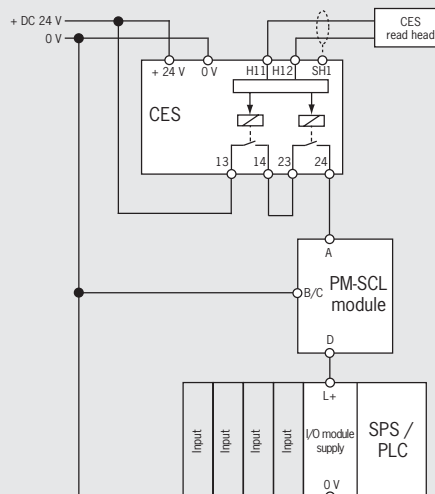 + DC 24 V
0 V
CES
read head
+ 24 V
0 V
H11
H12
SH1
CES
13
14
23
24
A
B/C
PM-SCL
module
D
L+
Input
Input
Input
Input
I/O module
supply
SPS /
PLC
0 V